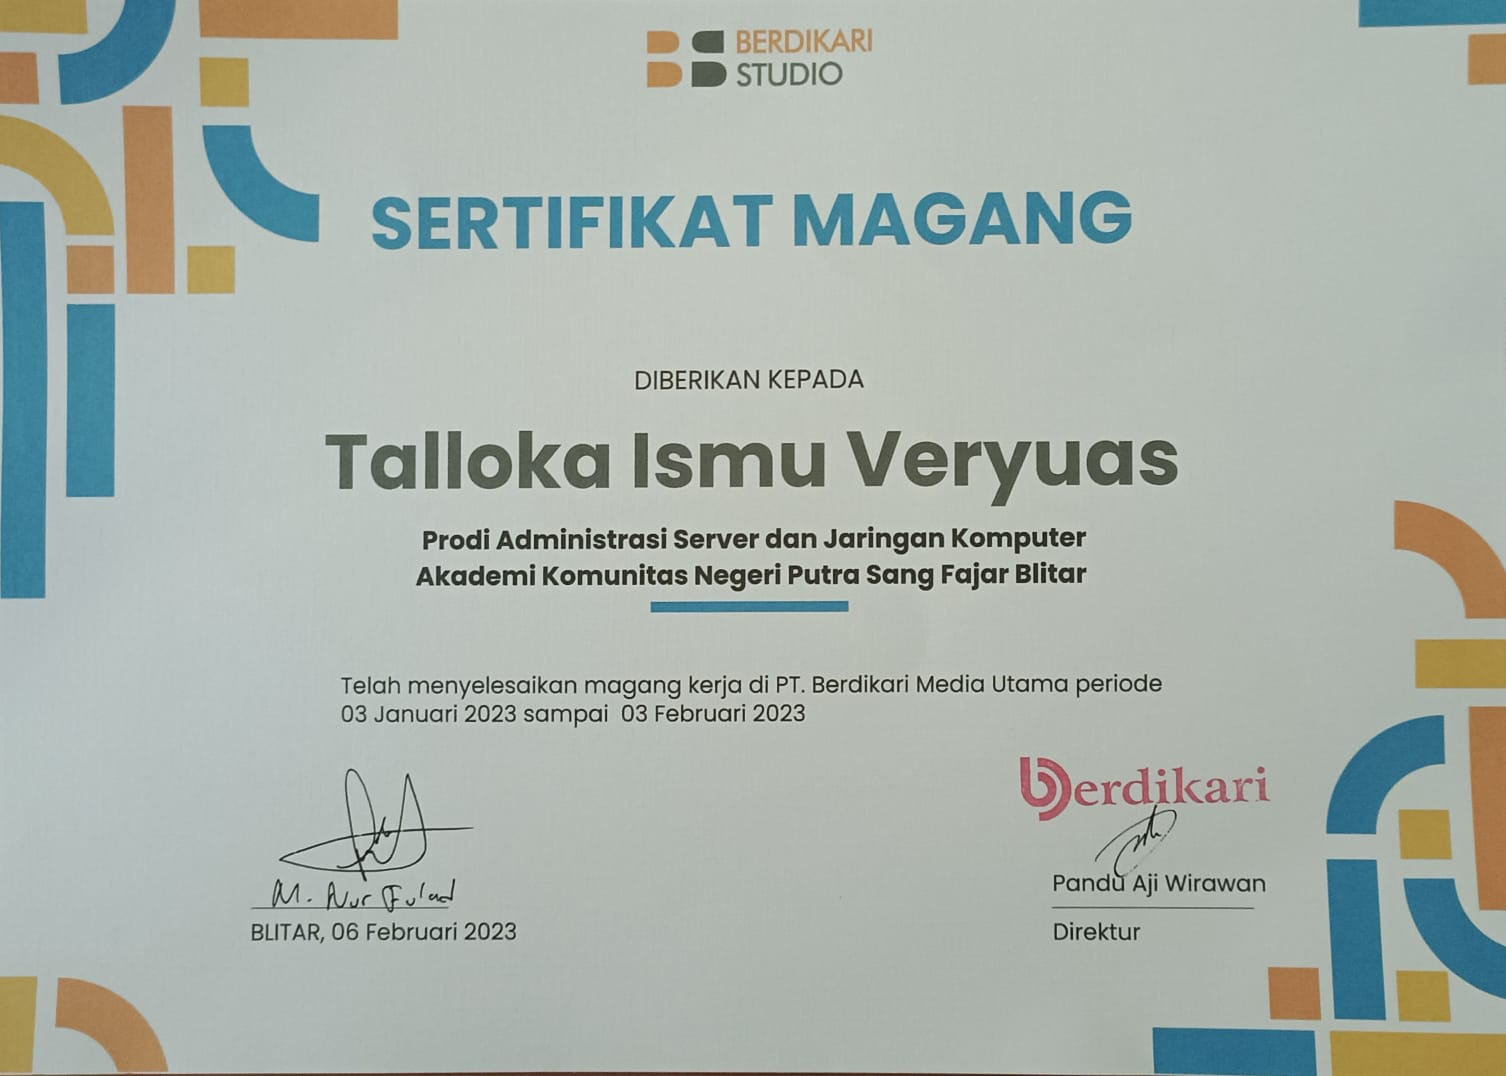 BERDIKARI
STUDIO
SERTIFIKAT MAGANG
DIBERIKAN KEPADA
Talloka Ismu Veryuas
Prodi Administrasi Server dan Jaringan Komputer
Akademi Komunitas Negeri Putra Sang Fajar Blitar
Telah menyelesaikan magang kerja di PT. Berdikari Media Utama periode
03 Januari 2023 sampai 03 Februari 2023
Berdikari
M. Nur Fuad
BLITAR, 06 Februari 2023
Pandu Aji Wirawan
Direktur